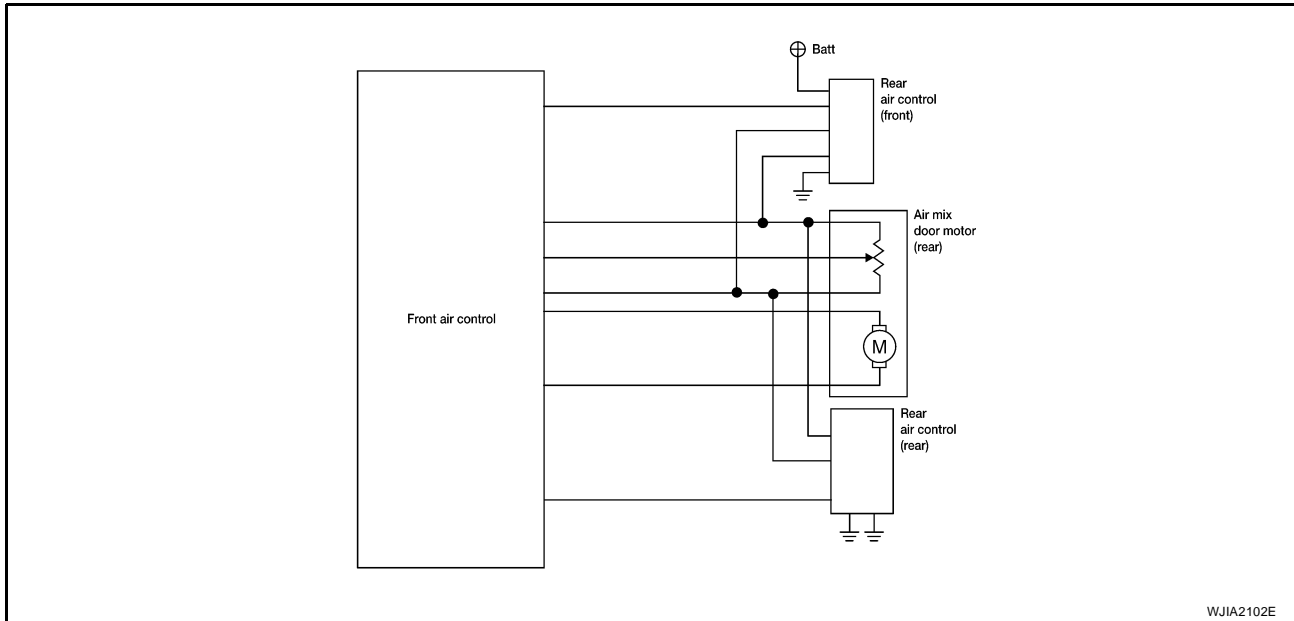 Batt
Rear
air control
(front)
Air mix
door motor
(rear)
Front air control
M
Rear
air control
(rear)
WJIA2102E